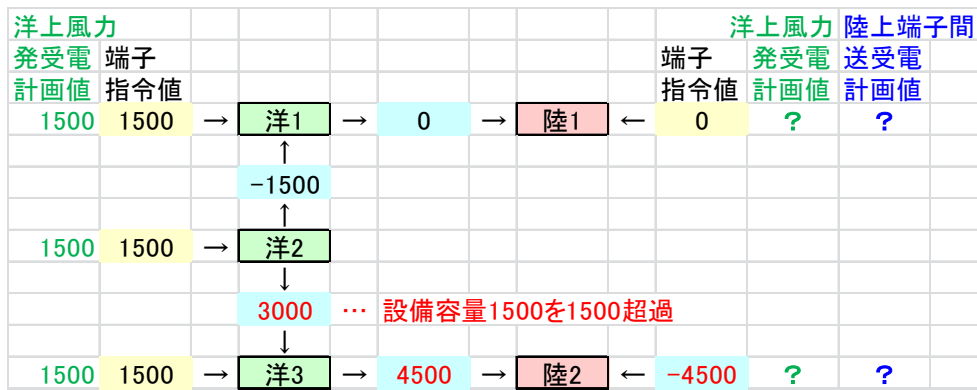 洋上風力 洋上風力 陸上端子間
発受電 端子 端子 発受電 送受電
計画値 指令値 指令値 計画値 計画値
1500 1500 → 洋1 → 0 → 陸1 ← 0 ? ?
↑
-1500
↑
1500 1500 → 洋2
↓
3000 … 設備容量1500を1500超過
↓
1500 1500 → 洋3 → 4500 → 陸2 ← -4500 ? ?